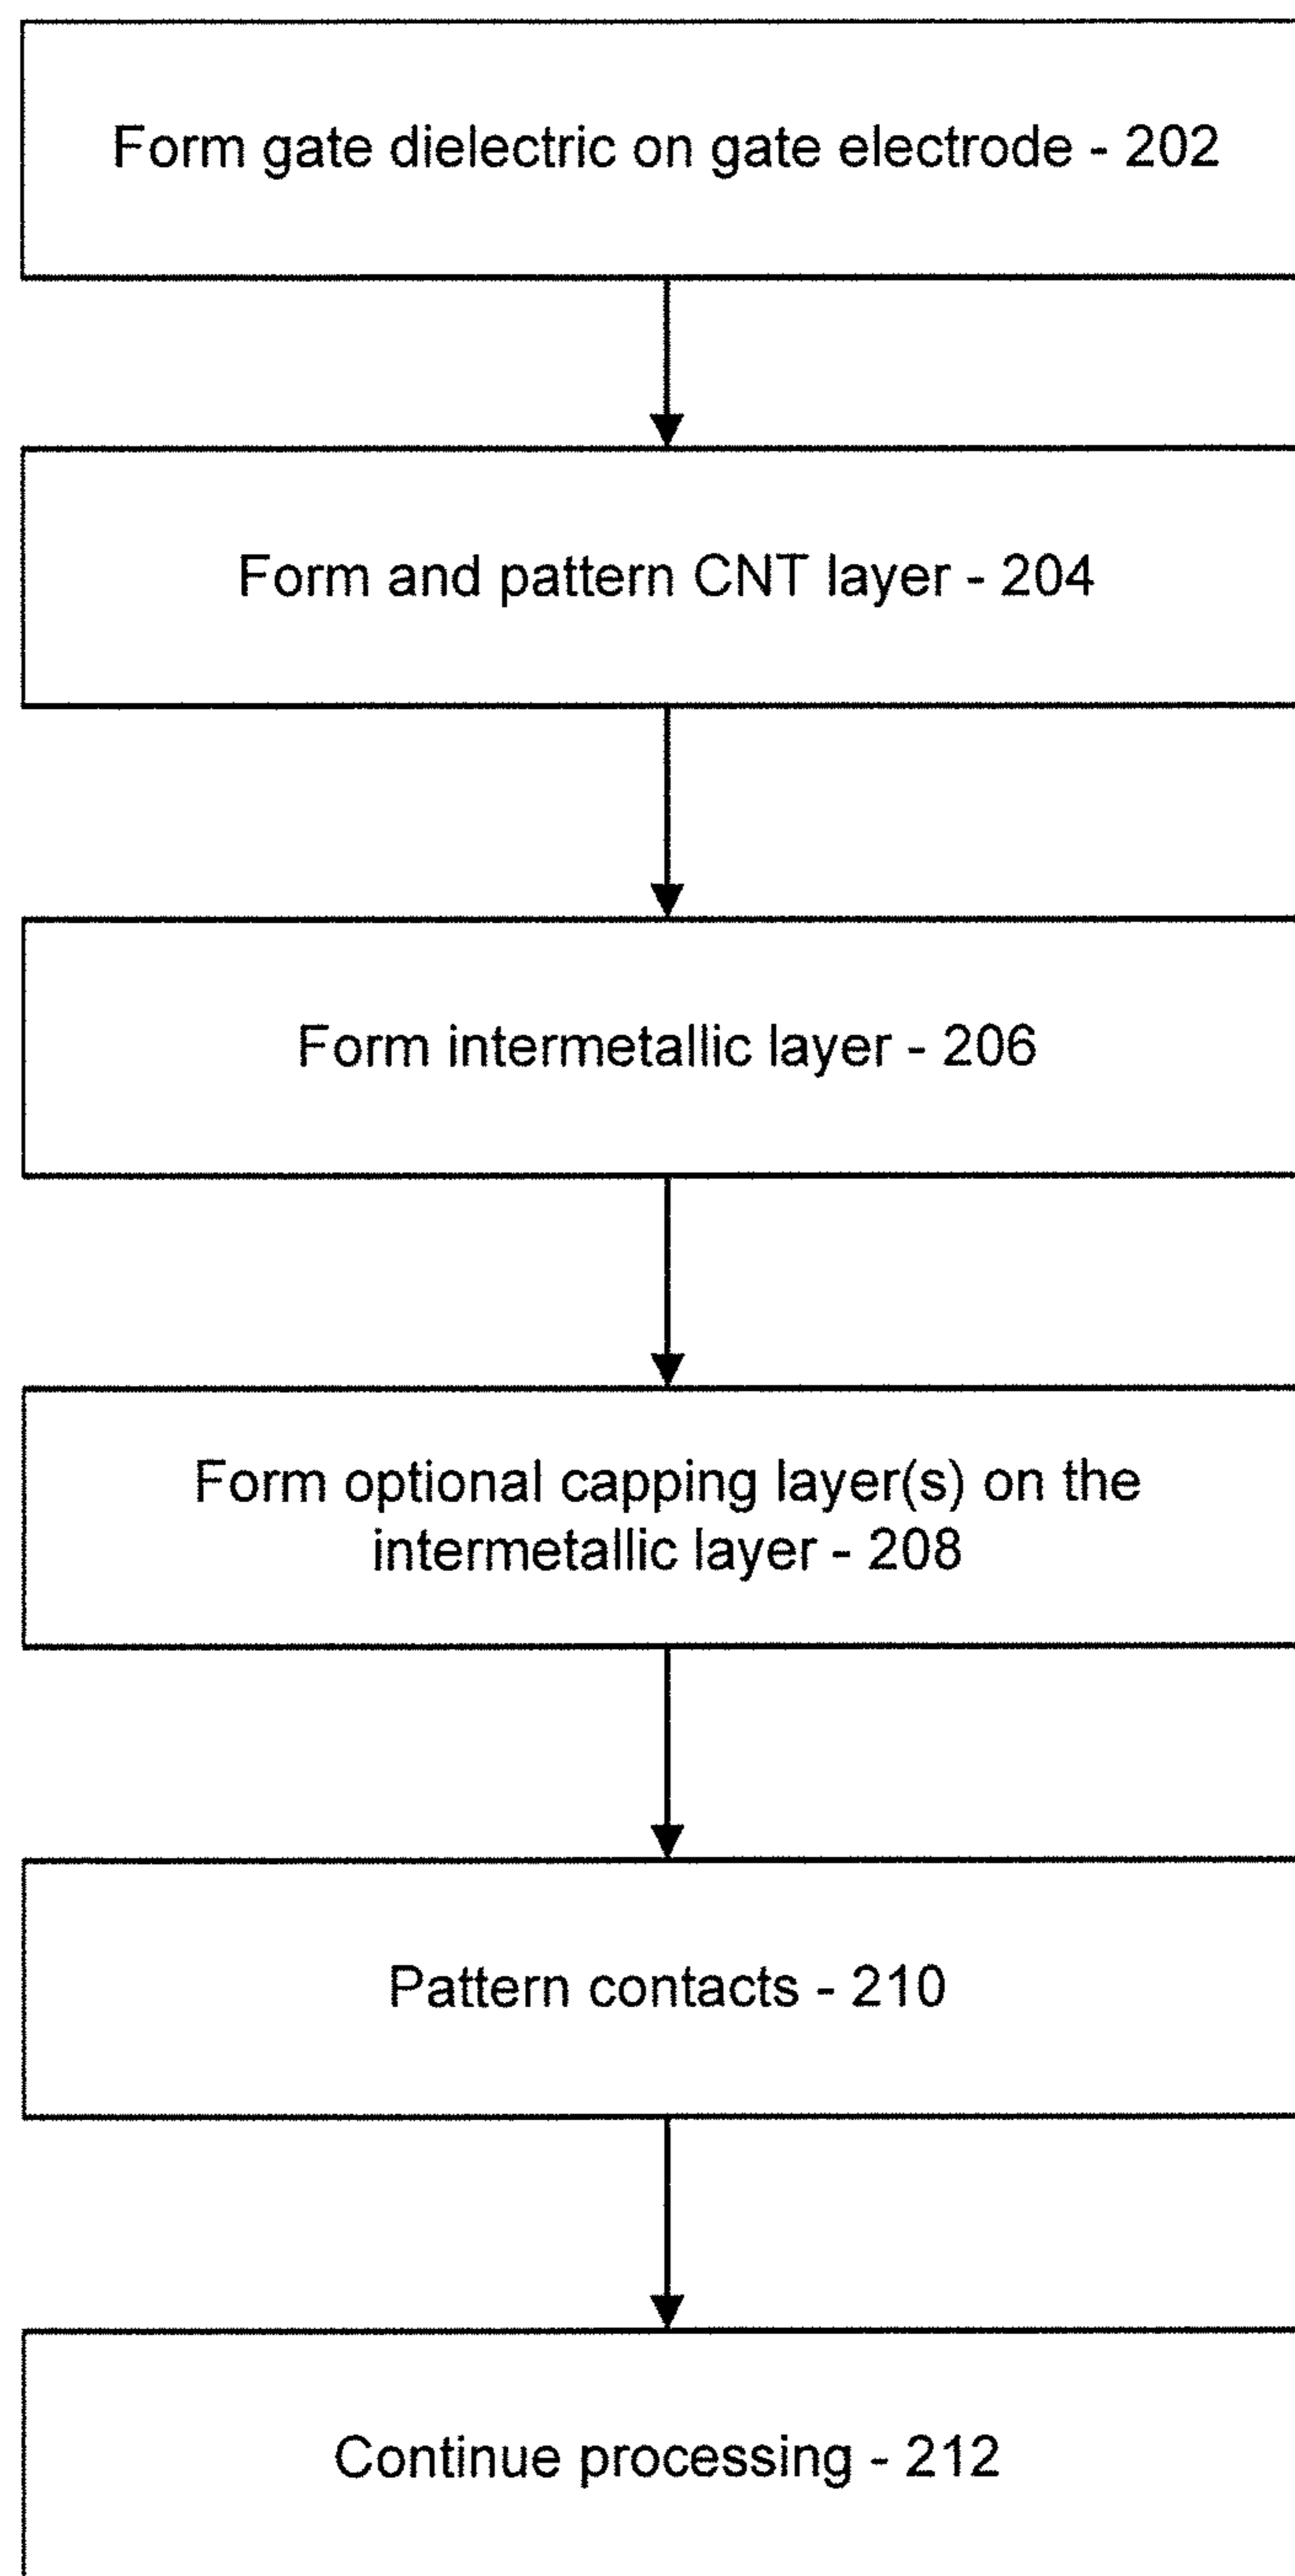 Form gate dielectric on gate electrode - 202
Form and pattern CNT layer - 204
Form intermetallic layer - 206
Form optional capping layer(s) on the
intermetallic layer - 208
Pattern contacts - 210
Continue processing - 212